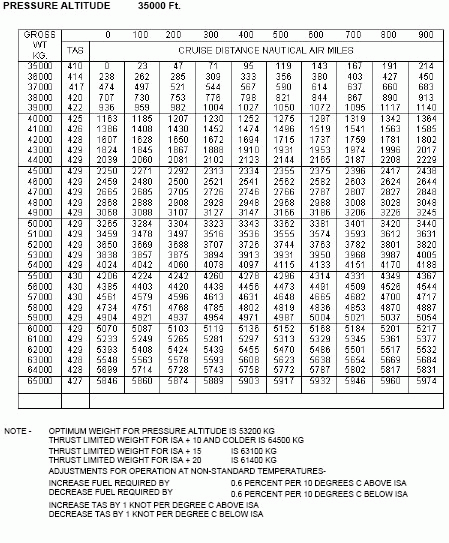 PRESSURE ALTITUDE 35000 Ft.
GROSS WT KG. TAS 0 100 200 300 400 500 600 700 800 900
CRUISE DISTANCE NAUTICAL AIR MILES
35000 410 0 23 47 71 95 119 143 167 191 214
36000 414 238 262 285 309 333 356 380 403 427 450
37000 417 474 497 521 544 567 590 614 637 660 683
38000 420 707 730 753 776 798 821 844 867 890 913
39000 422 936 959 982 1004 1027 1050 1072 1095 1117 1140
40000 425 1163 1185 1207 1230 1252 1275 1297 1319 1342 1364
41000 426 1386 1408 1430 1452 1474 1496 1519 1541 1563 1585
42000 428 1607 1628 1650 1672 1694 1715 1737 1759 1781 1802
43000 429 1824 1845 1867 1888 1910 1931 1953 1974 1996 2017
44000 429 2039 2060 2081 2102 2123 2144 2165 2187 2208 2229
45000 429 2250 2271 2292 2313 2334 2355 2375 2396 2417 2438
46000 429 2459 2480 2500 2521 2541 2562 2582 2603 2624 2644
47000 429 2665 2685 2705 2726 2746 2766 2787 2807 2827 2848
48000 429 2868 2888 2908 2928 2948 2968 2988 3008 3028 3048
49000 429 3068 3088 3107 3127 3147 3166 3186 3206 3226 3245
50000 429 3265 3284 3304 3323 3343 3362 3381 3401 3420 3440
51000 429 3459 3478 3497 3516 3536 3555 3574 3593 3612 3631
52000 429 3650 3669 3688 3707 3726 3744 3763 3782 3801 3820
53000 429 3838 3857 3875 3894 3913 3931 3950 3968 3987 4005
54000 429 4024 4042 4060 4078 4097 4115 4133 4151 4170 4188
55000 430 4206 4224 4242 4260 4278 4296 4314 4331 4349 4367
56000 430 4385 4403 4420 4438 4456 4473 4491 4509 4526 4544
57000 430 4561 4579 4596 4613 4631 4648 4665 4682 4700 4717
58000 429 4734 4751 4768 4785 4802 4819 4836 4853 4870 4887
59000 429 4904 4921 4937 4954 4971 4987 5004 5021 5037 5054
60000 429 5070 5087 5103 5119 5136 5152 5168 5184 5201 5217
61000 429 5233 5249 5265 5281 5297 5313 5329 5345 5361 5377
62000 429 5393 5408 5424 5439 5455 5470 5486 5501 5517 5532
63000 428 5548 5563 5578 5593 5608 5623 5638 5654 5669 5684
64000 428 5699 5714 5728 5743 5758 5772 5787 5802 5817 5831
65000 427 5846 5860 5874 5889 5903 5917 5932 5946 5960 5974
NOTE - OPTIMUM WEIGHT FOR PRESSURE ALTITUDE IS 53200 KG
THRUST LIMITED WEIGHT FOR ISA + 10 AND COLDER IS 64500 KG
THRUST LIMITED WEIGHT FOR ISA + 15 IS 63100 KG
THRUST LIMITED WEIGHT FOR ISA + 20 IS 61400 KG
ADJUSTMENTS FOR OPERATION AT NON-STANDARD TEMPERATURES-
INCREASE FUEL REQUIRED BY 0.6 PERCENT PER 10 DEGREES C ABOVE ISA
DECREASE FUEL REQUIRED BY 0.6 PERCENT PER 10 DEGREES C BELOW ISA
INCREASE TAS BY 1 KNOT PER DEGREE C ABOVE ISA
DECREASE TAS BY 1 KNOT PER DEGREE C BELOW ISA